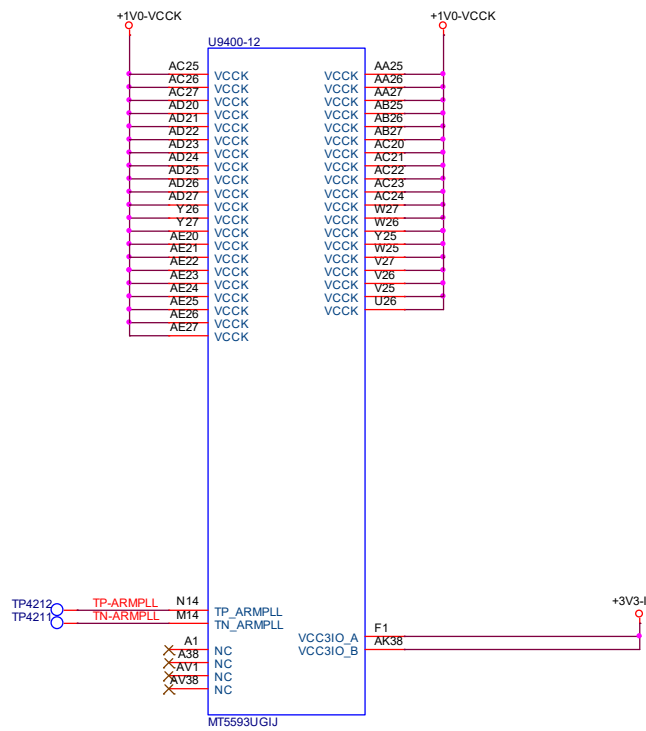 +1V0-VCCK +1V0-VCCK
U9400-12
AC25 VCCK VCCK AA25
AC26 VCCK VCCK AA26
AC27 VCCK VCCK AA27
AD20 VCCK VCCK AB25
AD21 VCCK VCCK AB26
AD22 VCCK VCCK AB27
AD23 VCCK VCCK AC20
AD24 VCCK VCCK AC21
AD25 VCCK VCCK AC22
AD26 VCCK VCCK AC23
AD27 VCCK VCCK AC24
Y26 VCCK VCCK W27
Y27 VCCK VCCK W26
AE20 VCCK VCCK Y25
AE21 VCCK VCCK W25
AE22 VCCK VCCK V27
AE23 VCCK VCCK V26
AE24 VCCK VCCK V25
AE25 VCCK VCCK U26
AE26 VCCK
AE27 VCCK
TP4212 TP-ARMPLL N14 TP_ARMPLL
TP4211 TN-ARMPLL M14 TN_ARMPLL
+3V3-I
VCC3IO_A F1
A1 NC VCC3IO_B AK38
A38 NC
AV1 NC
AV38 NC
MT5593UGIJ